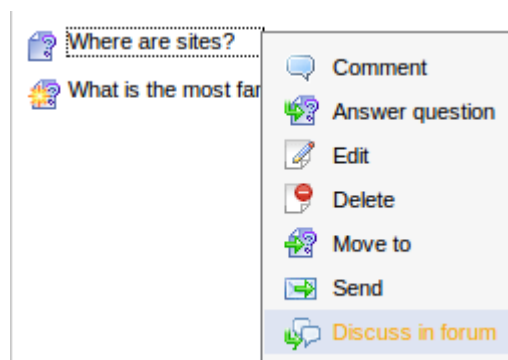 Where are sites?
What is the most far
Comment
Answer question
Edit
Delete
Move to
Send
Discuss in forum